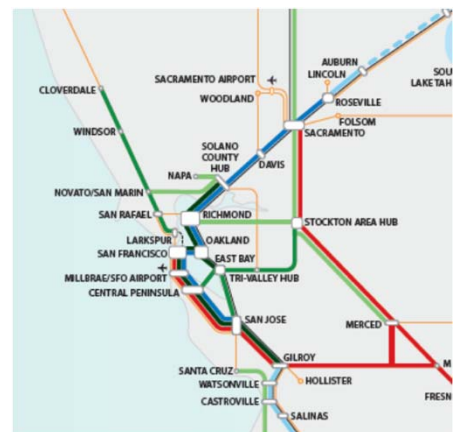 AUBURN
LINCOLN
SOU
LAKE TAH
SACRAMENTO AIRPORT
WOODLAND
ROSEVILLE
CLOVERDALE
FOLSOM
SACRAMENTO
WINDSOR
SOLANO
COUNTY
HUB
DAVIS
NAPA
NOVATO/SAN MARIN
SAN RAFAEL
RICHMOND
STOCKTON AREA HUB
LARKSPUR
OAKLAND
SAN FRANCISCO
EAST BAY
MILLBRAE/SFO AIRPORT
TRI-VALLEY HUB
CENTRAL PENINSULA
SAN JOSE
MERCED
GILROY
M
SANTA CRUZ
HOLLISTER
WATSONVILLE
FRESN
CASTROVILLE
SALINAS